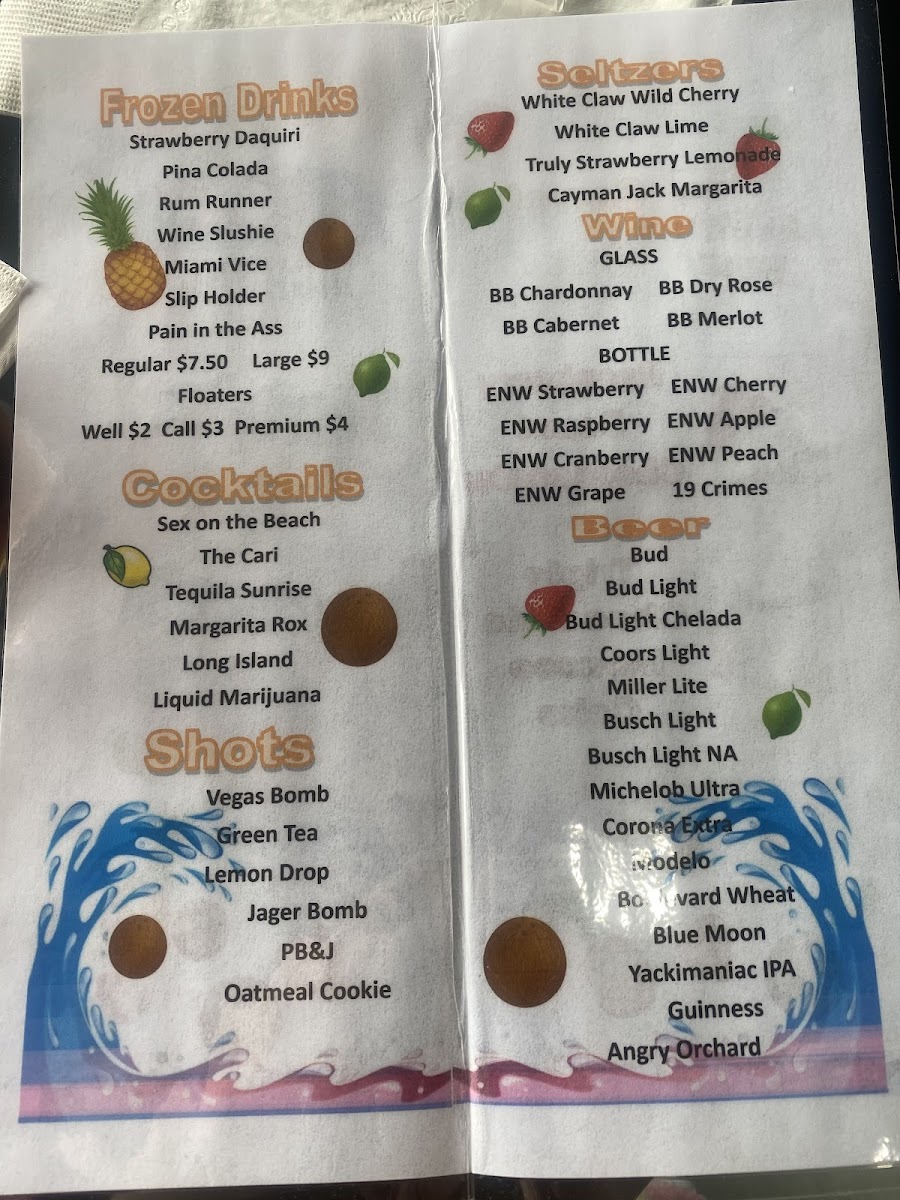 Frozen Drinks
Strawberry Daquiri
Pina Colada
Rum Runner
Wine Slushie
Miami Vice
Slip Holder
Pain in the Ass
Regular $7.50 Large $9
Floaters
Well $2 Call $3 Premium $4
Cocktails
Sex on the Beach
The Cari
Tequila Sunrise
Margarita Rox
Long Island
Liquid Marijuana
Shots
Vegas Bomb
Green Tea
Lemon Drop
Jager Bomb
PB&J
Oatmeal Cookie
Seltzers
White Claw Wild Cherry
White Claw Lime
Truly Strawberry Lemonade
Cayman Jack Margarita
Wine
GLASS
BB Chardonnay BB Dry Rose
BB Cabernet BB Merlot
BOTTLE
ENW Strawberry ENW Cherry
ENW Raspberry ENW Apple
ENW Cranberry ENW Peach
ENW Grape 19 Crimes
Beer
Bud
Bud Light
Bud Light Chelada
Coors Light
Miller Lite
Busch Light
Busch Light NA
Michelob Ultra
Corona Extra
Modelo
Wheat
Blue Moon
Yackimaniac IPA
Guinness
Angry Orchard